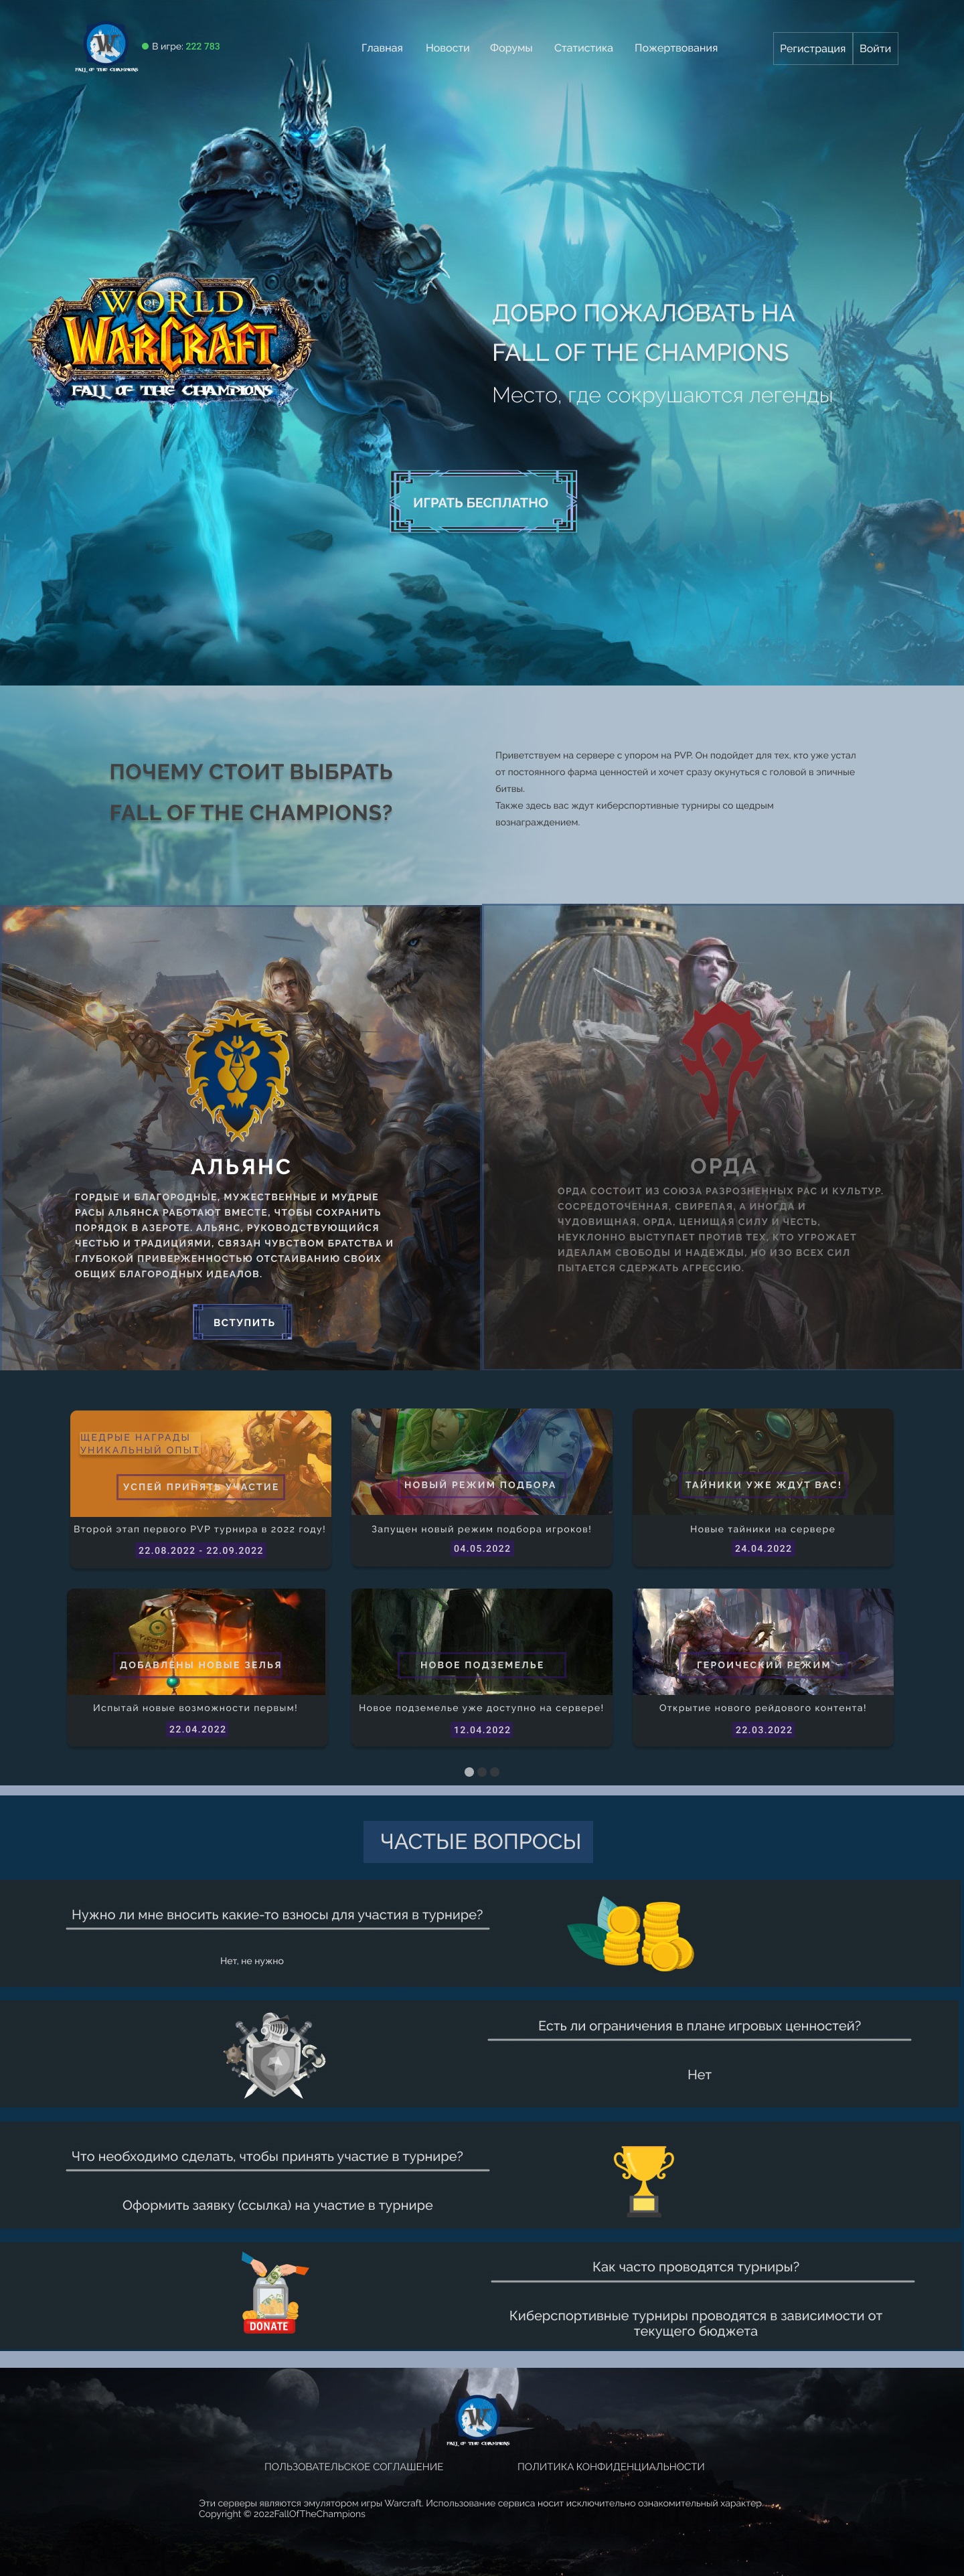 В игре: 222 783
Главная Новости Форумы Статистика Пожертвования
Регистрация Войти
W
FALL OF THE CHAMPIONS
WORLD
WARCRAFT
FALL OF THE CHAMPIONS
ДОБРО ПОЖАЛОВАТЬ НА
FALL OF THE CHAMPIONS
Место, где сокрушаются легенды
ИГРАТЬ БЕСПЛАТНО
ПОЧЕМУ СТОИТ ВЫБРАТЬ
FALL OF THE CHAMPIONS?
Приветствуем на сервере с упором на PVP. Он подойдет для тех, кто уже устал
от постоянного фарма ценностей и хочет сразу окунуться с головой в эпичные
битвы.
Также здесь вас ждут киберспортивные турниры со щедрым
вознаграждением.
АЛЬЯНС
ГОРДЫЕ И БЛАГОРОДНЫЕ, МУЖЕСТВЕННЫЕ И МУДРЫЕ
РАСЫ АЛЬЯНСА РАБОТАЮТ ВМЕСТЕ, ЧТОБЫ СОХРАНИТЬ
ПОРЯДОК В АЗЕРОТЕ. АЛЬЯНС, РУКОВОДСТВУЮЩИЙСЯ
ЧЕСТЬЮ И ТРАДИЦИЯМИ, СВЯЗАН ЧУВСТВОМ БРАТСТВА И
ГЛУБОКОЙ ПРИВЕРЖЕННОСТЬЮ ОТСТАИВАНИЮ СВОИХ
ОБЩИХ БЛАГОРОДНЫХ ИДЕАЛОВ.
ВСТУПИТЬ
ОРДА
ОРДА СОСТОИТ ИЗ СОЮЗА РАЗРОЗНЕННЫХ РАС И КУЛЬТУР.
СОСРЕДОТОЧЕННАЯ, СВИРЕПАЯ, А ИНОГДА И
ЧУДОВИЩНАЯ, ОРДА, ЦЕНИЩАЯ СИЛУ И ЧЕСТЬ,
НЕУКЛОННО ВЫСТУПАЕТ ПРОТИВ ТЕХ, КТО УГРОЖАЕТ
ИДЕАЛАМ СВОБОДЫ И НАДЕЖДЫ, НО ИЗО ВСЕХ СИЛ
ПЫТАЕТСЯ СДЕРЖАТЬ АГРЕССИЮ.
ЩЕДРЫЕ НАГРАДЫ
УНИКАЛЬНЫЙ ОПЫТ
УСПЕЙ ПРИНЯТЬ УЧАСТИЕ
Второй этап первого PVP турнира в 2022 году!
22.08.2022 - 22.09.2022
НОВЫЙ РЕЖИМ ПОДБОРА
Запущен новый режим подбора игроков!
04.05.2022
ТАЙНИКИ УЖЕ ЖДУТ ВАС!
Новые тайники на сервере
24.04.2022
ДОБАВЛЕНЫ НОВЫЕ ЗЕЛЬЯ
Испытай новые возможности первым!
22.04.2022
НОВОЕ ПОДЗЕМЕЛЬЕ
Новое подземелье уже доступно на сервере!
12.04.2022
ГЕРОИЧЕСКИЙ РЕЖИМ
Открытие нового рейдового контента!
22.03.2022
ЧАСТЫЕ ВОПРОСЫ
Нужно ли мне вносить какие-то взносы для участия в турнире?
Нет, не нужно
Есть ли ограничения в плане игровых ценностей?
Нет
Что необходимо сделать, чтобы принять участие в турнире?
Оформить заявку (ссылка) на участие в турнире
DONATE
Как часто проводятся турниры?
Киберспортивные турниры проводятся в зависимости от
текущего бюджета
W
FALL OF THE CHAMPIONS
ПОЛЬЗОВАТЕЛЬСКОЕ СОГЛАШЕНИЕ ПОЛИТИКА КОНФИДЕНЦИАЛЬНОСТИ
Эти серверы являются эмулятором игры Warcraft. Использование сервиса носит исключительно ознакомительный характер.
Copyright © 2022FallOfTheChampions